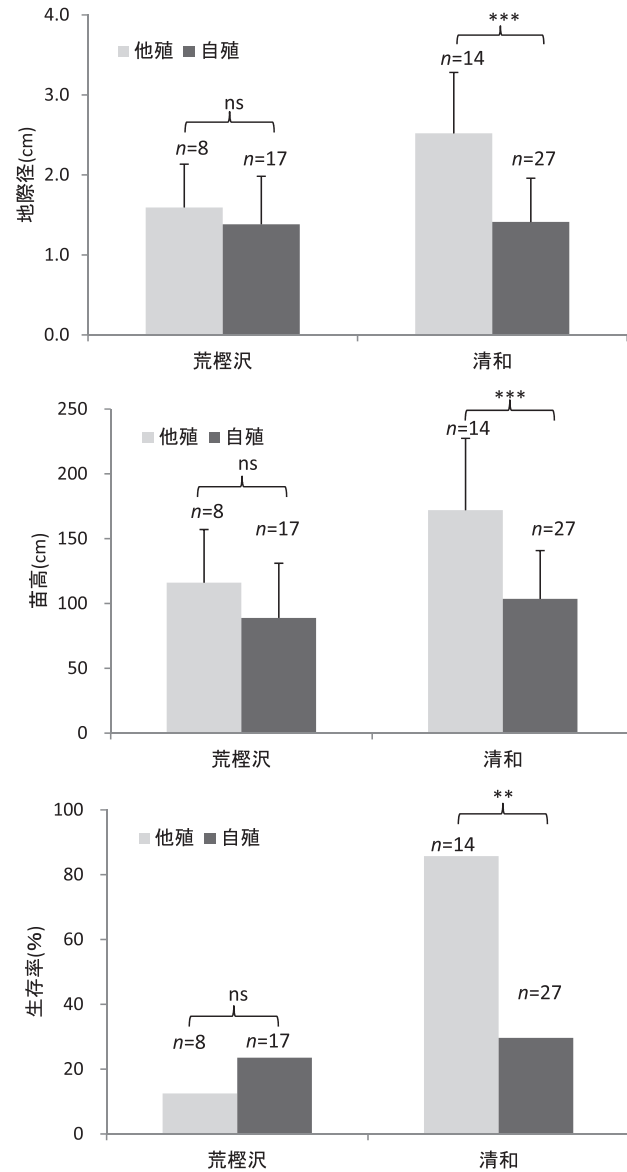 4.0
***
他殖 自殖
n=14
3.0
ns
n=8
n=17
n=27
地際径(cm)
2.0
1.0
0.0
荒樫沢
清和
250
***
他殖 自殖
n=14
ns
200
n=8
n=17
n=27
150
苗高(cm)
100
50
0
荒樫沢
清和
100
**
他殖 自殖
n=14
80
60
生存率(%)
ns
n=27
40
n=8
n=17
20
0
荒樫沢
清和